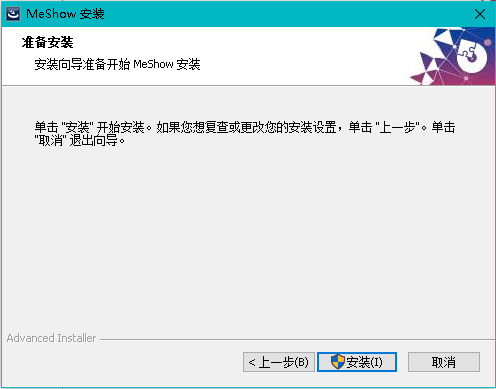 MeShow 安装
准备安装
安装向导准备开始 MeShow 安装
单击 "安装" 开始安装。如果您想复查或更改您的安装设置，单击 "上一步"。单击
"取消" 退出向导。
Advanced Installer
< 上一步(B)
安装(I)
取消